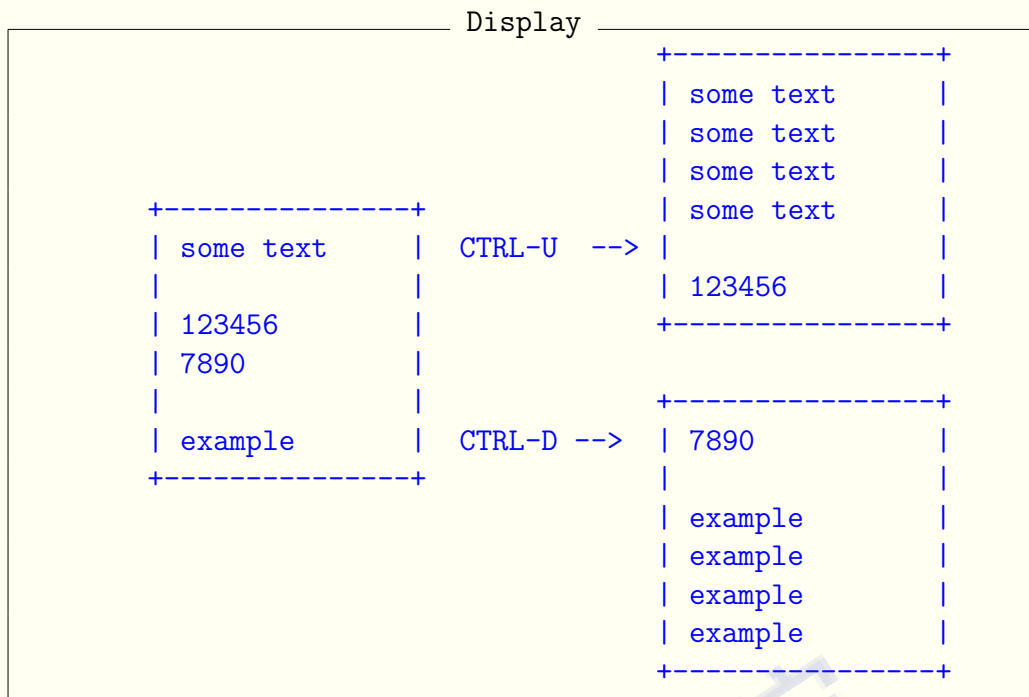 Display
                                        +----------------+
                                        | some text      |
                                        | some text      |
                                        | some text      |
         +---------------+              | some text      |
         | some text     |  CTRL-U  --> |                |
         |               |              | 123456         |
         | 123456        |              +----------------+
         | 7890          |
         |               |              +----------------+
         | example       |  CTRL-D -->  | 7890           |
         +---------------+              |                |
                                        | example        |
                                        | example        |
                                        | example        |
                                        | example        |
                                        +----------------+